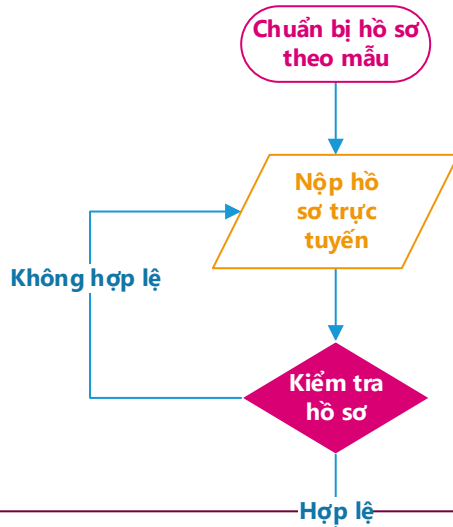 Chuẩn bị hồ sơ
theo mẫu
Nộp hồ
sơ trực
tuyến
Không hợp lệ
Kiểm tra
hồ sơ
Hợp lệ